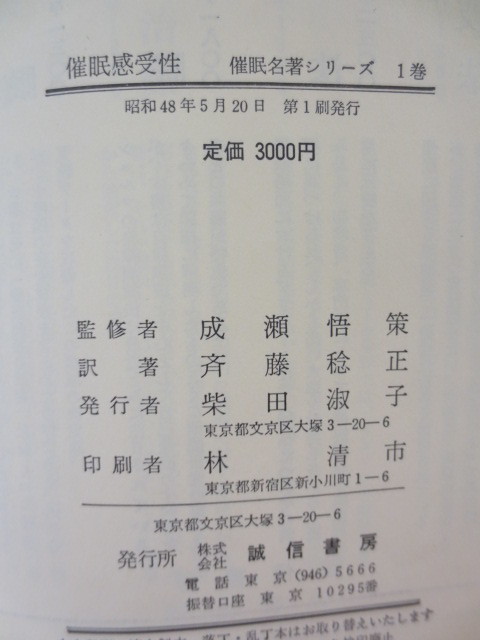 催眠感受性 催眠名著シリーズ 1巻
昭和48年5月20日 第1刷発行
定価 3000円
監修者 成瀬悟策
訳著 斉藤稔正
発行者 柴田淑子
東京都文京区大塚3—20—6
印刷者 林清市
東京都新宿区新小川町1—6
東京都文京区大塚3—20—6
発行所 株式会社 誠信書房
電話 東京 (946) 5666
振替口座 東京 10295番
落丁・乱丁本はお取り替えいたします